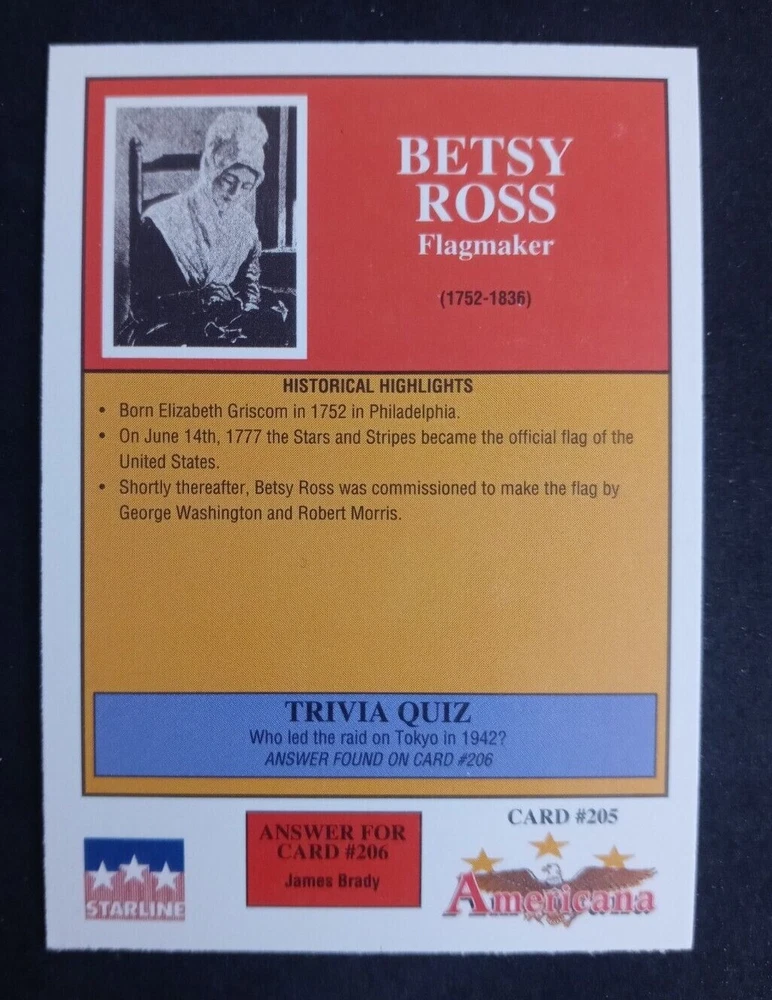 BETSY
ROSS
Flagmaker
(1752-1836)
HISTORICAL HIGHLIGHTS
• Born Elizabeth Griscom in 1752 in Philadelphia.
• On June 14th, 1777 the Stars and Stripes became the official flag of the
United States.
• Shortly thereafter, Betsy Ross was commissioned to make the flag by
George Washington and Robert Morris.
TRIVIA QUIZ
Who led the raid on Tokyo in 1942?
ANSWER FOUND ON CARD #206
STARLINE
ANSWER FOR
CARD #206
James Brady
CARD #205
Americana